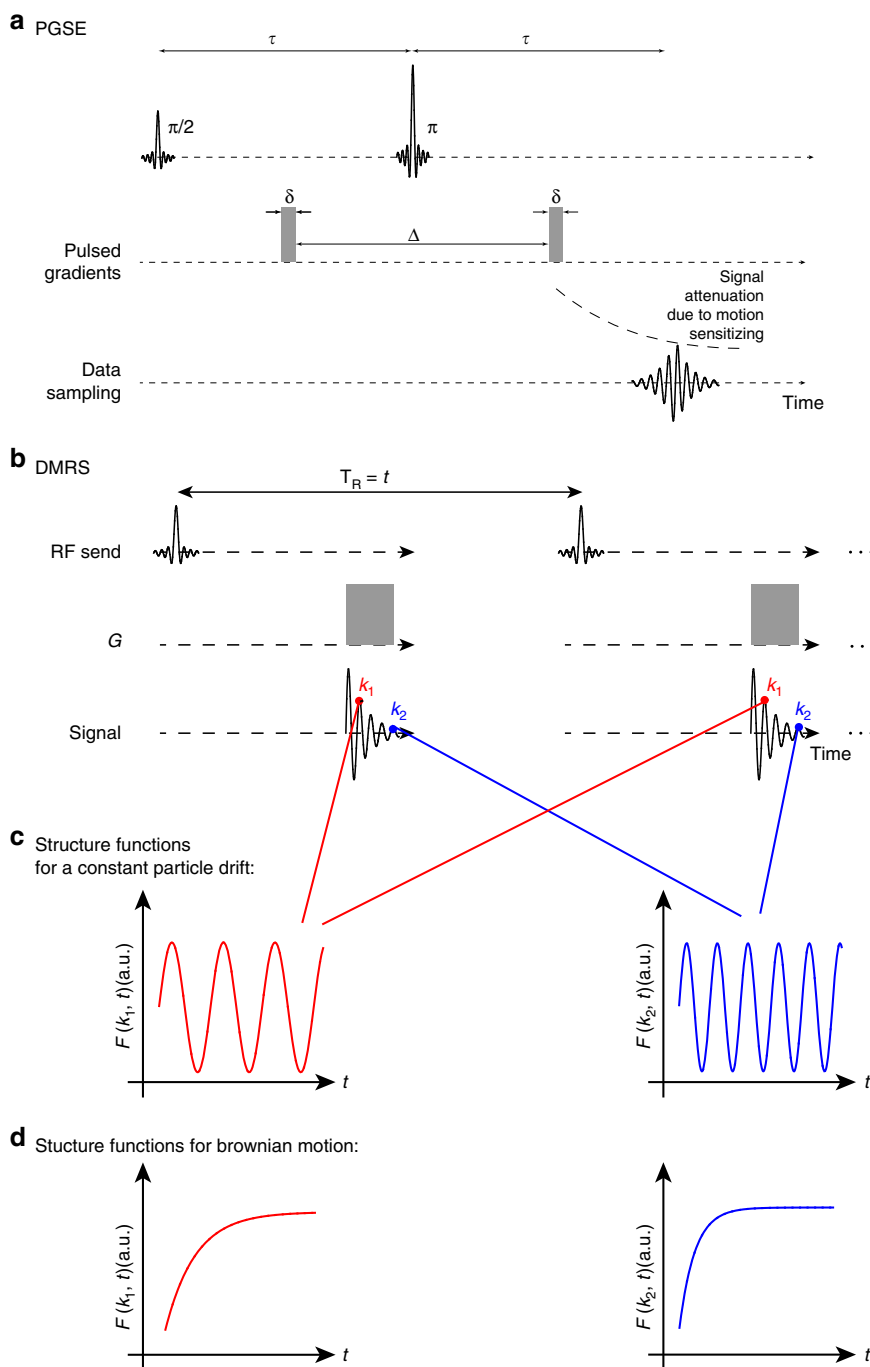 a PGSE
τ τ
π/2 π
δ δ
Δ
Pulsed
gradients
Signal
attenuation
due to motion
sensitizing
Data
sampling
Time
b DMRS
T_R = t
RF send ...
G ...
k_1 k_2 k_1 k_2
Signal Time ...
c Structure functions
for a constant particle drift:
F (k_1, t)(a.u.) t
F (k_2, t)(a.u.) t
d Stucture functions for brownian motion:
F (k_1, t)(a.u.) t
F (k_2, t)(a.u.) t